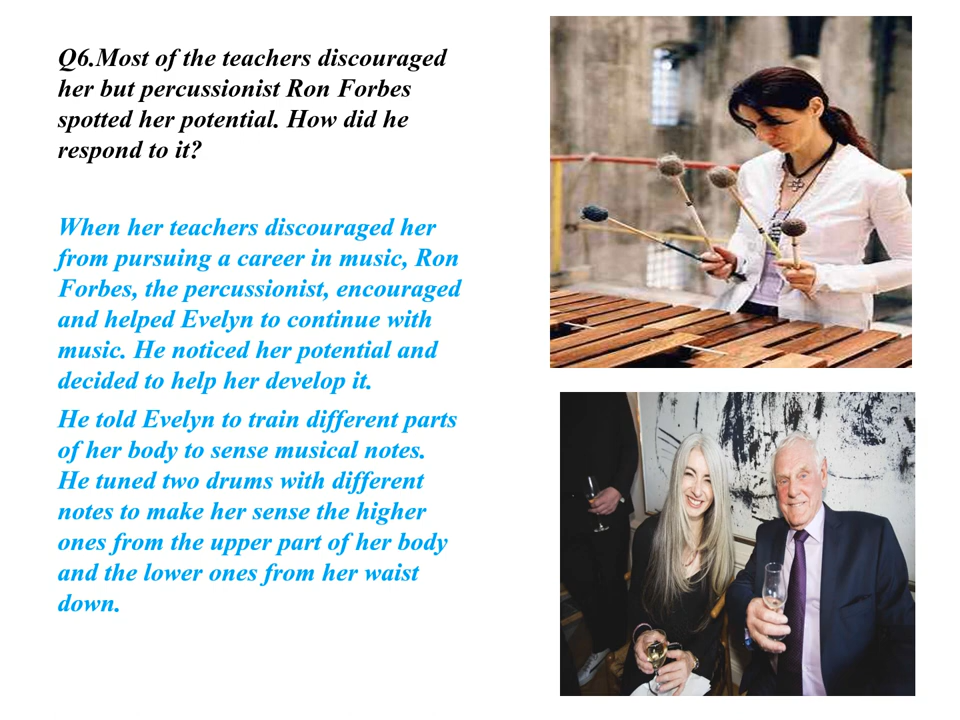 Q6.Most of the teachers discouraged
her but percussionist Ron Forbes
spotted her potential. How did he
respond to it?
When her teachers discouraged her
from pursuing a career in music, Ron
Forbes, the percussionist, encouraged
and helped Evelyn to continue with
music. He noticed her potential and
decided to help her develop it.
He told Evelyn to train different parts
of her body to sense musical notes.
He tuned two drums with different
notes to make her sense the higher
ones from the upper part of her body
and the lower ones from her waist
down.